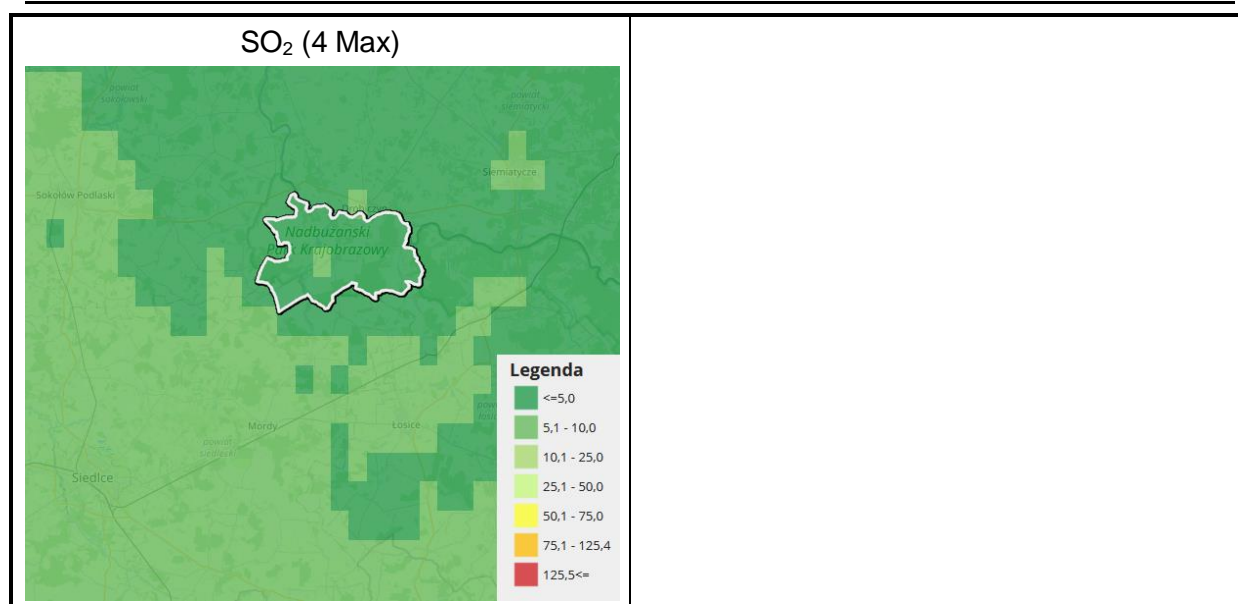 SO₂ (4 Max)
powiat
sokołowski
powiat
siemiatycki
Siemiatycze
Sokołów Podlaski
Nadbużański
Park Krajobrazowy
Mordy
Łosice
powiat
siedlecki
Siedlce
Legenda
<=5,0
5,1 - 10,0
10,1 - 25,0
25,1 - 50,0
50,1 - 75,0
75,1 - 125,4
125,5<=